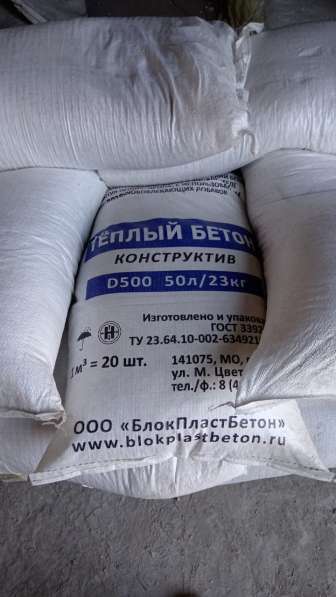 ТЁПЛЫЙ БЕТОН
КОНСТРУКТИВ
D500 50л/23кг
Изготовлено и упакова
ГОСТ 3392
ТУ 23.64.10-002-634921
1 м³ = 20 шт.
141075, МО,
ул. М. Цвет
тел./ф.: 8 (4
ООО «БлокПластБетон»
www.blokplastbeton.ru